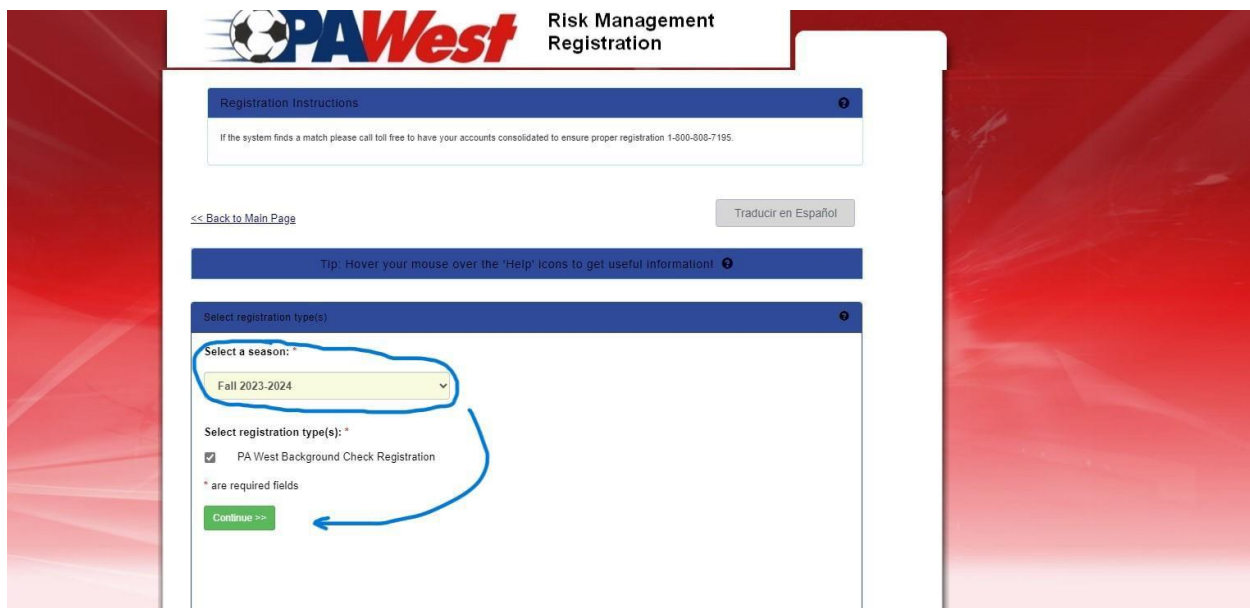 PAWest
Risk Management
Registration
Registration Instructions
If the system finds a match please call toll free to have your accounts consolidated to ensure proper registration 1-800-808-7195.
<< Back to Main Page
Traducir en Español
Tip: Hover your mouse over the 'Help' icons to get useful information!
Select registration type(s)
Select a season: *
Fall 2023-2024
Select registration type(s): *
PA West Background Check Registration
* are required fields
Continue >>